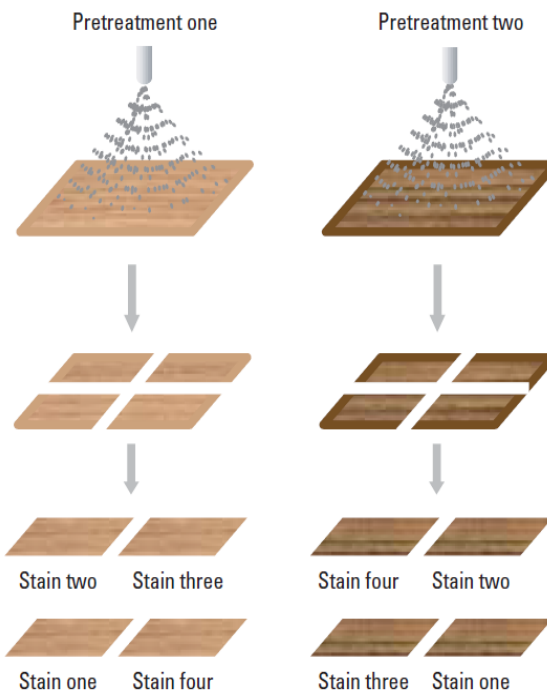 Pretreatment one
Pretreatment two
Stain two
Stain three
Stain four
Stain two
Stain one
Stain four
Stain three
Stain one